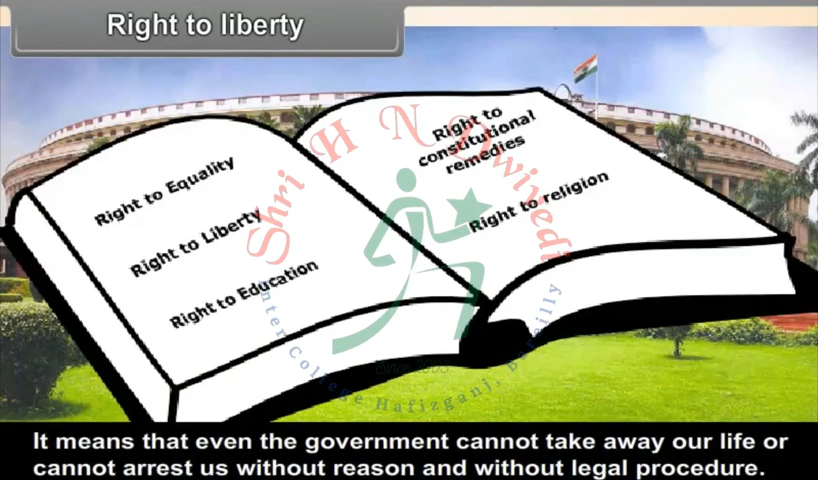 Right to liberty
Right to Equality
Right to Liberty
Right to Education
Right to
constitutional
remedies
Right to religion
Shri H N Dwivedi
Inter College Hafizganj, Bareilly
It means that even the government cannot take away our life or
cannot arrest us without reason and without legal procedure.